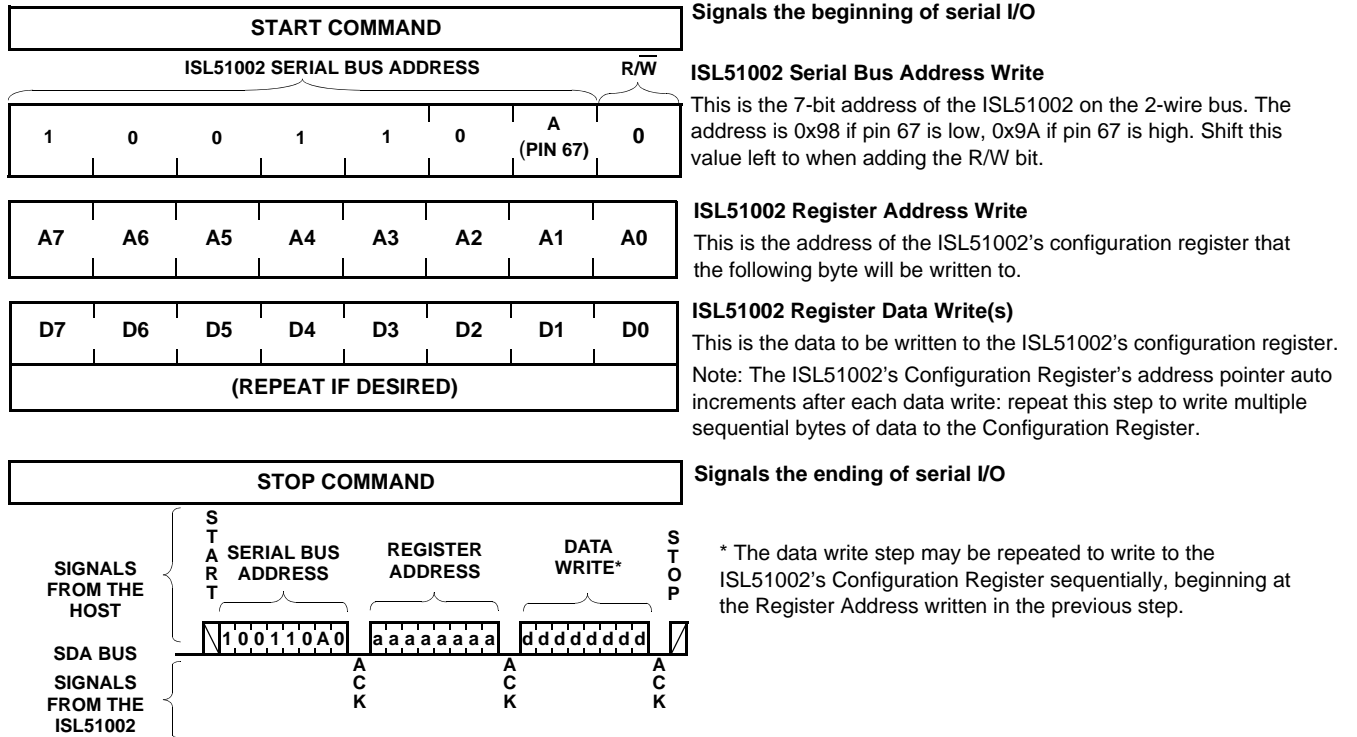 START COMMAND
Signals the beginning of serial I/O
ISL51002 SERIAL BUS ADDRESS
R/W̅
ISL51002 Serial Bus Address Write
This is the 7-bit address of the ISL51002 on the 2-wire bus. The
address is 0x98 if pin 67 is low, 0x9A if pin 67 is high. Shift this
value left to when adding the R/W bit.
1 0 0 1 1 0 A (PIN 67) 0
ISL51002 Register Address Write
This is the address of the ISL51002's configuration register that
the following byte will be written to.
A7 A6 A5 A4 A3 A2 A1 A0
ISL51002 Register Data Write(s)
This is the data to be written to the ISL51002's configuration register.
Note: The ISL51002's Configuration Register's address pointer auto
increments after each data write: repeat this step to write multiple
sequential bytes of data to the Configuration Register.
D7 D6 D5 D4 D3 D2 D1 D0
(REPEAT IF DESIRED)
STOP COMMAND
Signals the ending of serial I/O
SIGNALS
FROM THE
HOST
START
SERIAL BUS
ADDRESS
REGISTER
ADDRESS
DATA
WRITE*
STOP
* The data write step may be repeated to write to the
ISL51002's Configuration Register sequentially, beginning at
the Register Address written in the previous step.
SDA BUS
1 0 0 1 1 0 A 0
a a a a a a a a
d d d d d d d d
SIGNALS
FROM THE
ISL51002
ACK
ACK
ACK